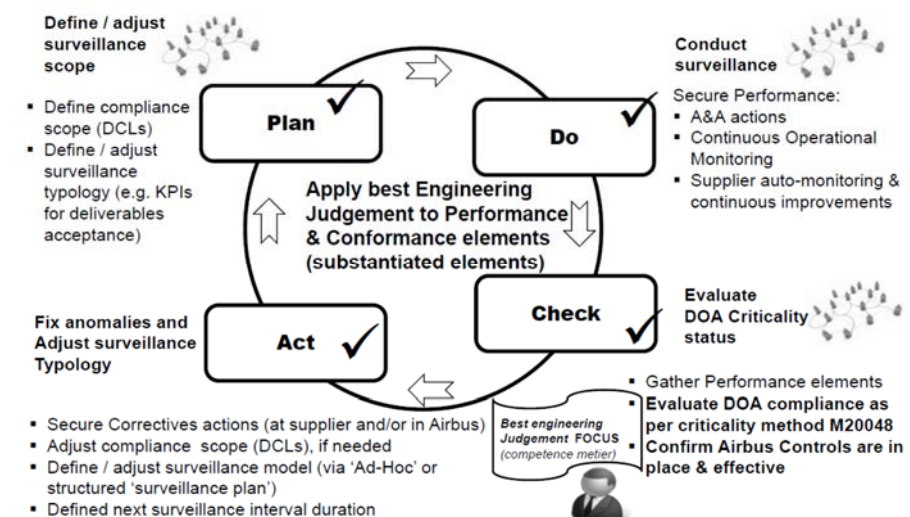 Define / adjust
surveillance
scope
▪ Define compliance
scope (DCLs)
▪ Define / adjust
surveillance
typology (e.g. KPIs
for deliverables
acceptance)
Plan
Do
Conduct
surveillance
Secure Performance:
▪ A&A actions
▪ Continuous Operational
Monitoring
▪ Supplier auto-monitoring &
continuous improvements
Apply best Engineering
Judgement to Performance
& Conformance elements
(substantiated elements)
Check
Evaluate
DOA Criticality
status
▪ Gather Performance elements
▪ Evaluate DOA compliance as
per criticality method M20048
▪ Confirm Airbus Controls are in
place & effective
Best engineering
Judgement FOCUS
(competence metier)
Act
Fix anomalies and
Adjust surveillance
Typology
▪ Secure Correctives actions (at supplier and/or in Airbus)
▪ Adjust compliance scope (DCLs), if needed
▪ Define / adjust surveillance model (via ‘Ad-Hoc’ or
structured ‘surveillance plan’)
▪ Defined next surveillance interval duration